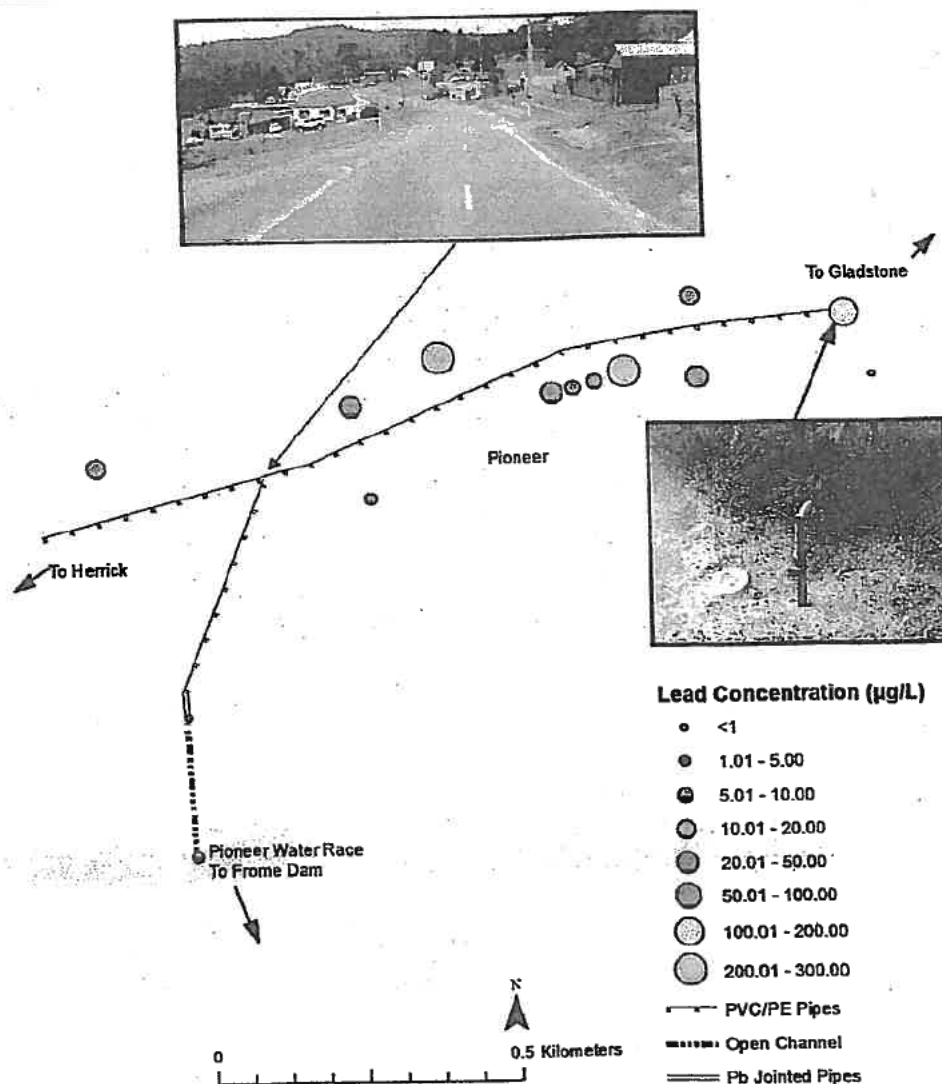 To Gladstone
Pioneer
To Herrick
Pioneer Water Race
To Frome Dam
Lead Concentration (µg/L)
<1
1.01 - 5.00
5.01 - 10.00
10.01 - 20.00
20.01 - 50.00
50.01 - 100.00
100.01 - 200.00
200.01 - 300.00
PVC/PE Pipes
Open Channel
Pb Jointed Pipes
N
0
0.5 Kilometers